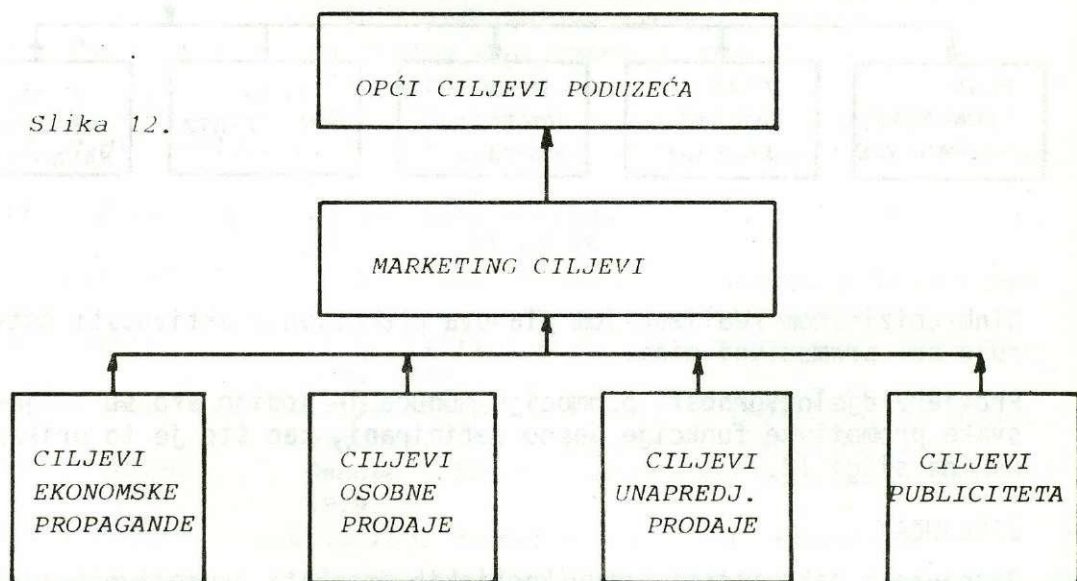 OPĆI CILJEVI PODUZEĆA
Slika 12.
MARKETING CILJEVI
CILJEVI
EKONOMSKE
PROPAGANDE
CILJEVI
OSOBNE
PRODAJE
CILJEVI
UNAPREDJ.
PRODAJE
CILJEVI
PUBLICITETA